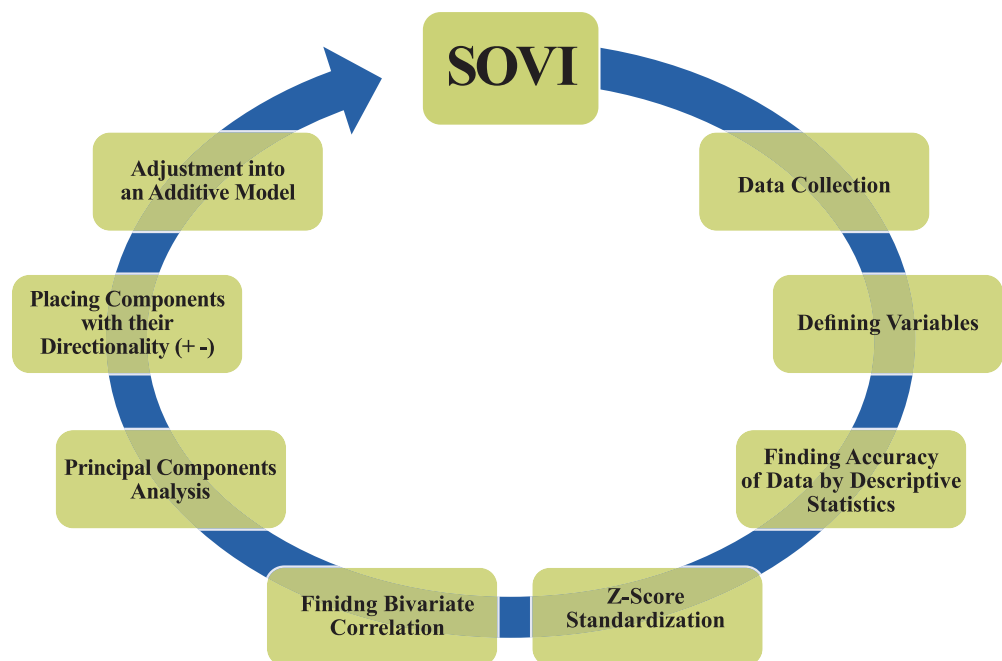 SOVI
Data Collection
Defining Variables
Finding Accuracy
of Data by Descriptive
Statistics
Z-Score
Standardization
Finidng Bivariate
Correlation
Principal Components
Analysis
Placing Components
with their
Directionality (+ -)
Adjustment into
an Additive Model